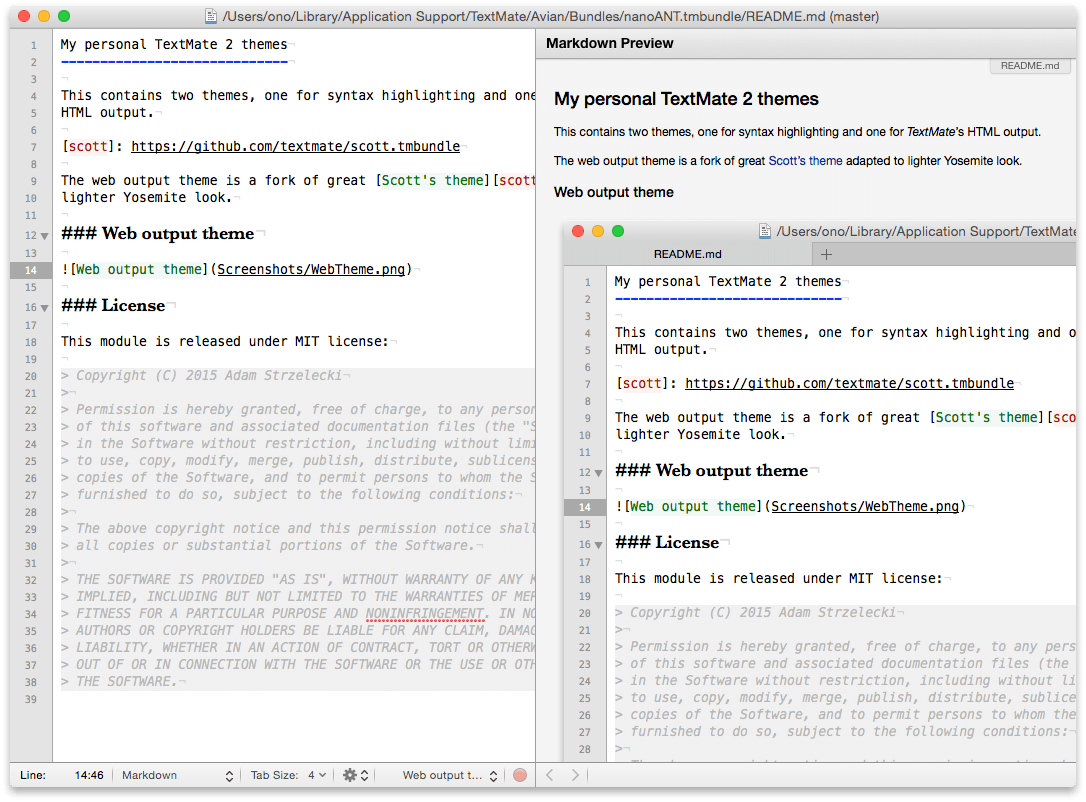 /Users/ono/Library/Application Support/TextMate/Avian/Bundles/nanoANT.tmbundle/README.md (master)
1 My personal TextMate 2 themes¬
2 -----------------------------¬
3 ¬
4 This contains two themes, one for syntax highlighting and one
5 HTML output.¬
6 ¬
7 [scott]: https://github.com/textmate/scott.tmbundle¬
8 ¬
9 The web output theme is a fork of great [Scott's theme][scott
10 lighter Yosemite look.¬
11 ¬
12 ### Web output theme¬
13 ¬
14 ![Web output theme](Screenshots/WebTheme.png)¬
15 ¬
16 ### License¬
17 ¬
18 This module is released under MIT license:¬
19 ¬
20 > Copyright (C) 2015 Adam Strzelecki¬
21 >¬
22 > Permission is hereby granted, free of charge, to any person
23 > of this software and associated documentation files (the "S
24 > in the Software without restriction, including without limi
25 > to use, copy, modify, merge, publish, distribute, sublicens
26 > copies of the Software, and to permit persons to whom the S
27 > furnished to do so, subject to the following conditions:¬
28 >¬
29 > The above copyright notice and this permission notice shall
30 > all copies or substantial portions of the Software.¬
31 >¬
32 > THE SOFTWARE IS PROVIDED "AS IS", WITHOUT WARRANTY OF ANY K
33 > IMPLIED, INCLUDING BUT NOT LIMITED TO THE WARRANTIES OF MER
34 > FITNESS FOR A PARTICULAR PURPOSE AND NONINFRINGEMENT. IN NO
35 > AUTHORS OR COPYRIGHT HOLDERS BE LIABLE FOR ANY CLAIM, DAMAG
36 > LIABILITY, WHETHER IN AN ACTION OF CONTRACT, TORT OR OTHERW
37 > OUT OF OR IN CONNECTION WITH THE SOFTWARE OR THE USE OR OTH
38 > THE SOFTWARE.¬
39
Line: 14:46 Markdown Tab Size: 4 Web output t...
Markdown Preview
README.md
My personal TextMate 2 themes
This contains two themes, one for syntax highlighting and one for TextMate's HTML output.
The web output theme is a fork of great Scott's theme adapted to lighter Yosemite look.
Web output theme
/Users/ono/Library/Application Support/TextMate
README.md
1 My personal TextMate 2 themes¬
2 -----------------------------¬
3 ¬
4 This contains two themes, one for syntax highlighting and o
5 HTML output.¬
6 ¬
7 [scott]: https://github.com/textmate/scott.tmbundle¬
8 ¬
9 The web output theme is a fork of great [Scott's theme][sco
10 lighter Yosemite look.¬
11 ¬
12 ### Web output theme¬
13 ¬
14 ![Web output theme](Screenshots/WebTheme.png)¬
15 ¬
16 ### License¬
17 ¬
18 This module is released under MIT license:¬
19 ¬
20 > Copyright (C) 2015 Adam Strzelecki¬
21 >¬
22 > Permission is hereby granted, free of charge, to any pers
23 > of this software and associated documentation files (the
24 > in the Software without restriction, including without li
25 > to use, copy, modify, merge, publish, distribute, sublice
26 > copies of the Software, and to permit persons to whom the
27 > furnished to do so, subject to the following conditions:¬
28 >¬